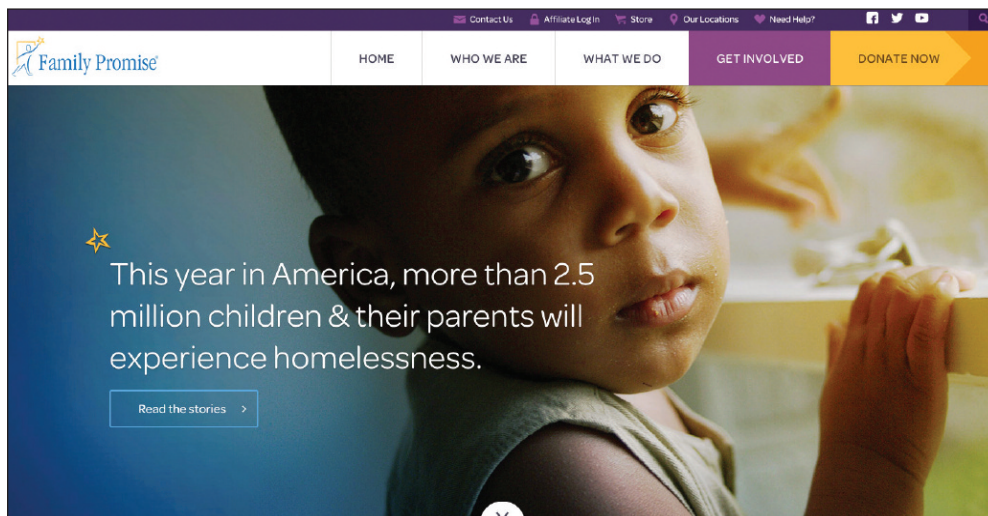 Contact Us Affiliate Log In Store Our Locations Need Help?
Family Promise®
HOME WHO WE ARE WHAT WE DO GET INVOLVED DONATE NOW
This year in America, more than 2.5
million children & their parents will
experience homelessness.
Read the stories >